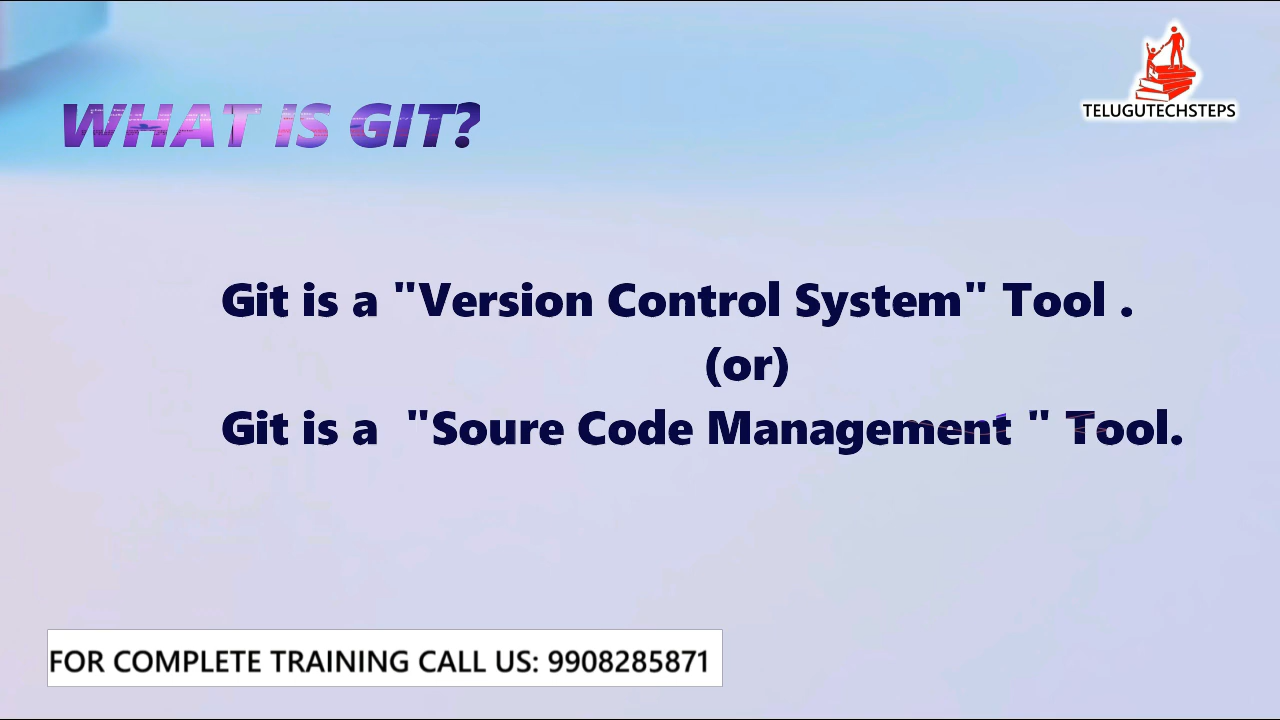 TELUGUTECHSTEPS
WHAT IS GIT?
Git is a "Version Control System" Tool .
(or)
Git is a "Soure Code Management " Tool.
FOR COMPLETE TRAINING CALL US: 9908285871